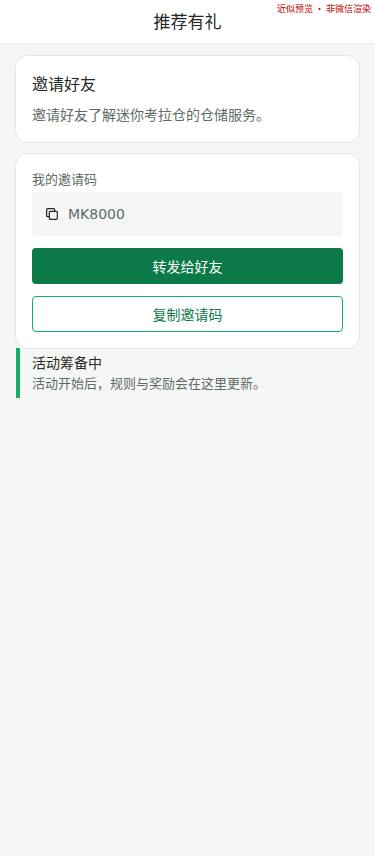 近似预览 · 非微信渲染
推荐有礼
邀请好友
邀请好友了解迷你考拉仓的仓储服务。
我的邀请码
MK8000
转发给好友
复制邀请码
活动筹备中
活动开始后，规则与奖励会在这里更新。